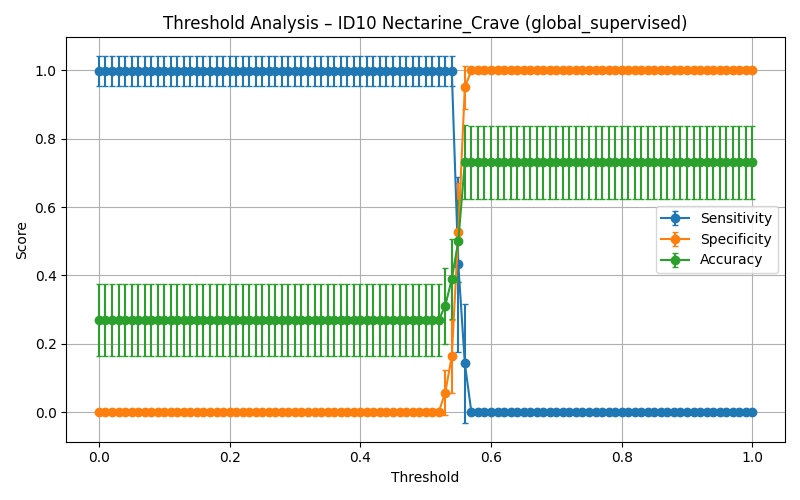 Threshold Analysis – ID10 Nectarine_Crave (global_supervised)
Score
1.0
0.8
0.6
0.4
0.2
0.0
Sensitivity
Specificity
Accuracy
0.0 0.2 0.4 0.6 0.8 1.0
Threshold